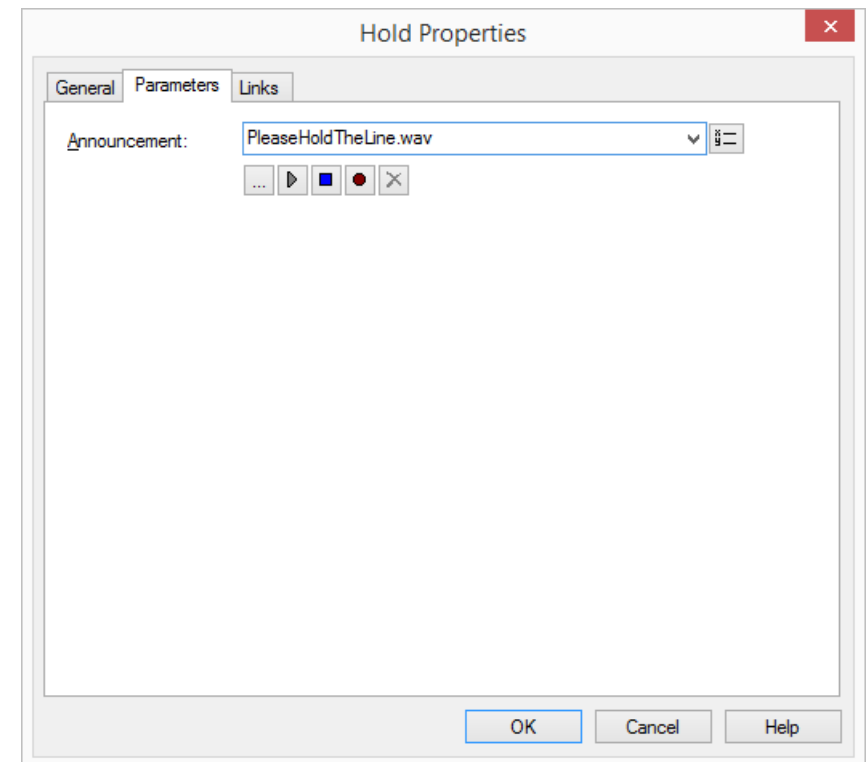 Hold Properties
General Parameters Links
Announcement: PleaseHoldTheLine.wav
...
OK Cancel Help